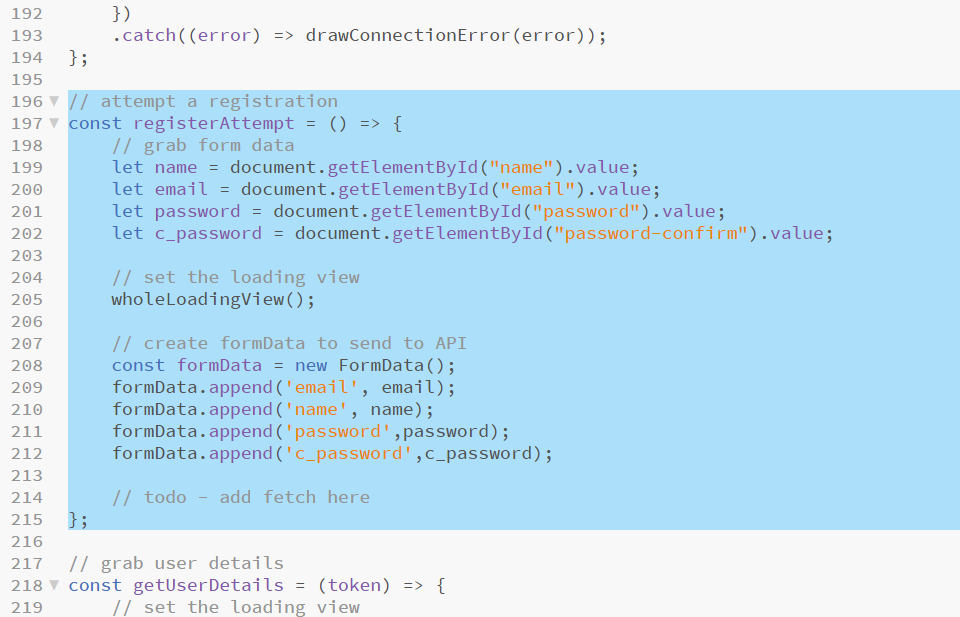 192 })
193 .catch((error) => drawConnectionError(error));
194 };
195
196 // attempt a registration
197 const registerAttempt = () => {
198 // grab form data
199 let name = document.getElementById("name").value;
200 let email = document.getElementById("email").value;
201 let password = document.getElementById("password").value;
202 let c_password = document.getElementById("password-confirm").value;
203
204 // set the loading view
205 wholeLoadingView();
206
207 // create formData to send to API
208 const formData = new FormData();
209 formData.append('email', email);
210 formData.append('name', name);
211 formData.append('password',password);
212 formData.append('c_password',c_password);
213
214 // todo - add fetch here
215 };
216
217 // grab user details
218 const getUserDetails = (token) => {
219 // set the loading view